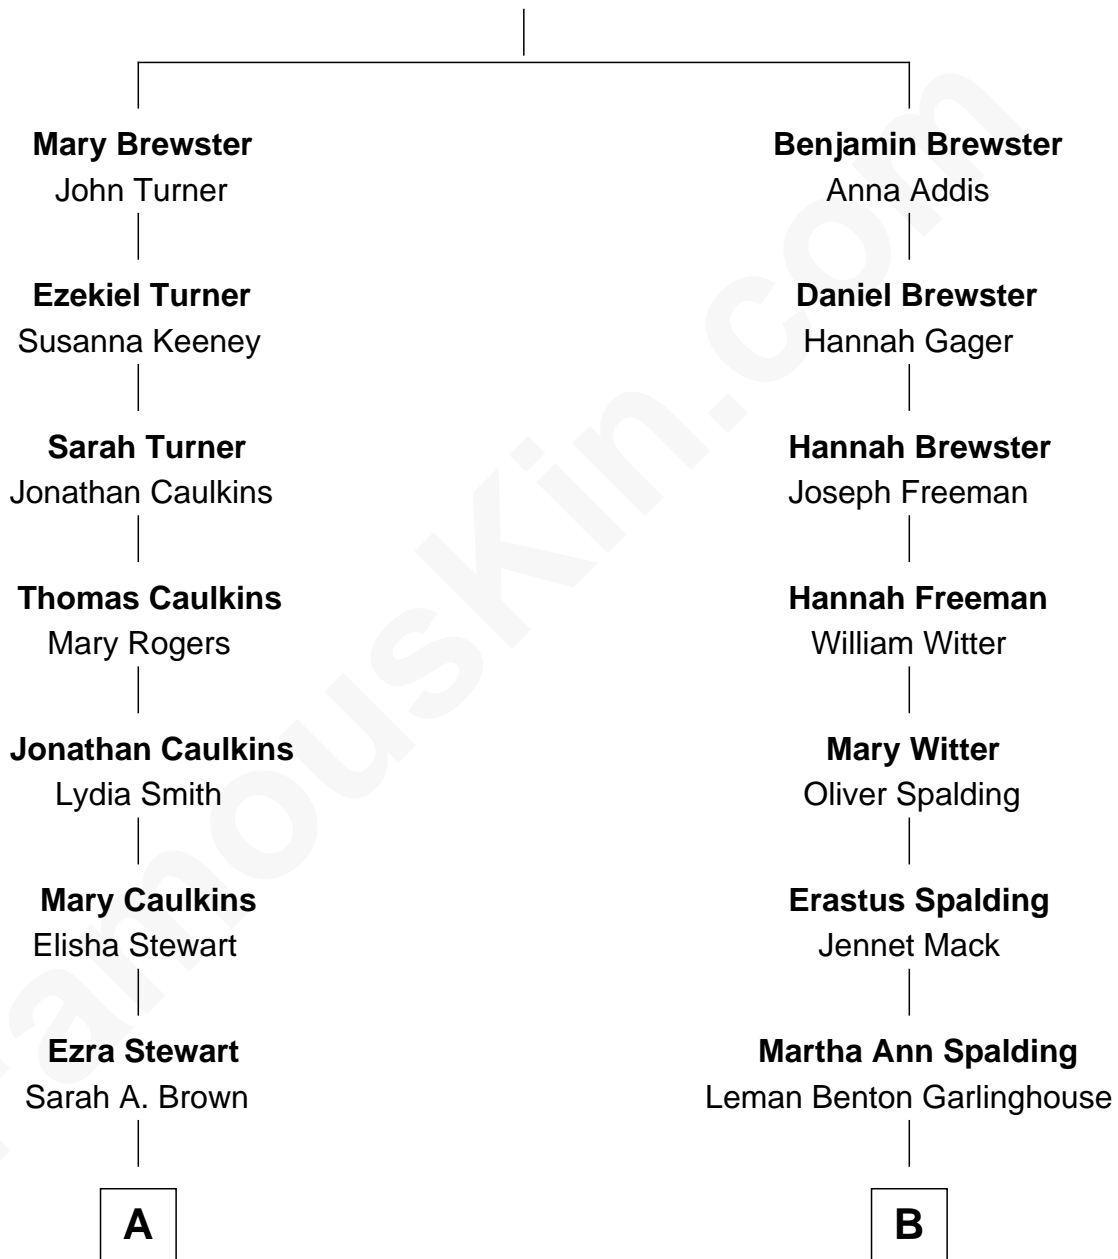 Mary Brewster
John Turner
Ezekiel Turner
Susanna Keeney
Sarah Turner
Jonathan Caulkins
Thomas Caulkins
Mary Rogers
Jonathan Caulkins
Lydia Smith
Mary Caulkins
Elisha Stewart
Ezra Stewart
Sarah A. Brown
A
Benjamin Brewster
Anna Addis
Daniel Brewster
Hannah Gager
Hannah Brewster
Joseph Freeman
Hannah Freeman
William Witter
Mary Witter
Oliver Spalding
Erastus Spalding
Jennet Mack
Martha Ann Spalding
Leman Benton Garlinghouse
B
FamousKin.com